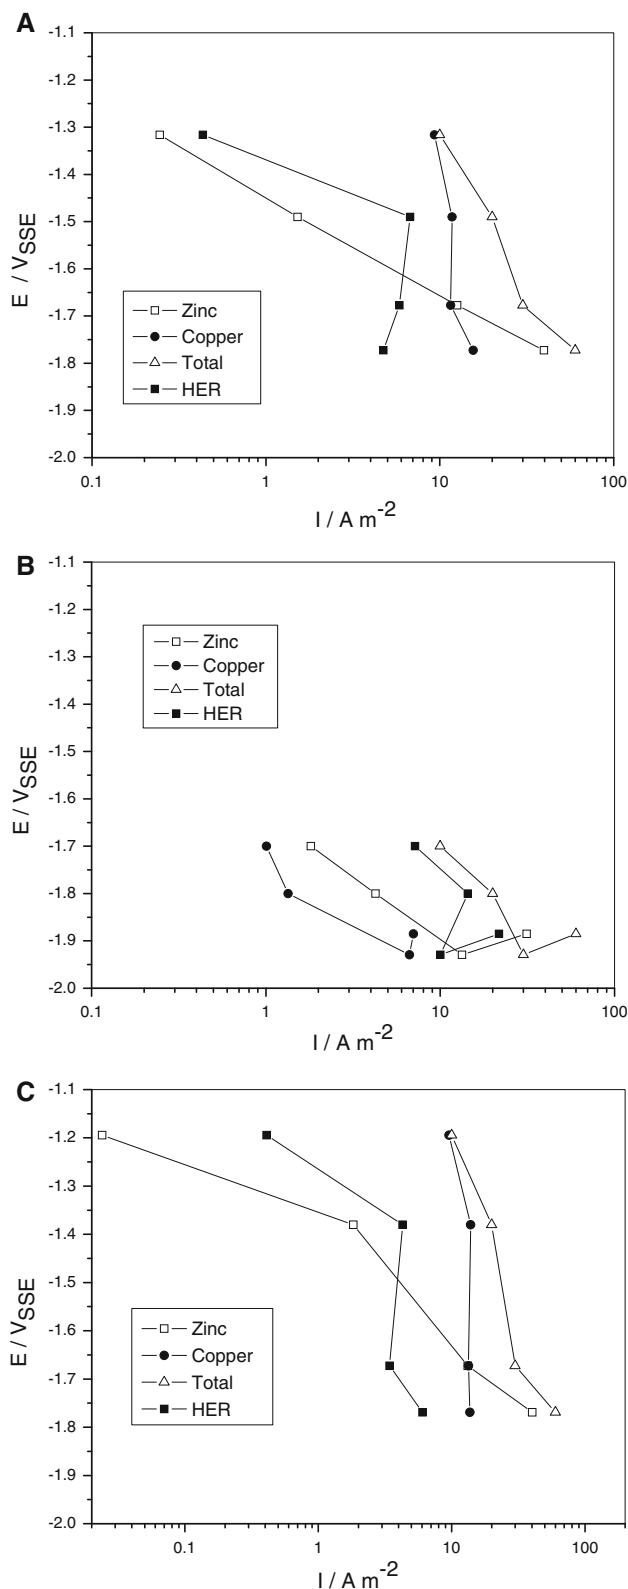 A
-1.1
-1.2
-1.3
-1.4
-1.5
-1.6
-1.7
-1.8
-1.9
-2.0
E / V_SSE
Zinc
Copper
Total
HER
0.1 1 10 100
I / A m^-2
B
-1.1
-1.2
-1.3
-1.4
-1.5
-1.6
-1.7
-1.8
-1.9
-2.0
E / V_SSE
Zinc
Copper
Total
HER
0.1 1 10 100
I / A m^-2
C
-1.1
-1.2
-1.3
-1.4
-1.5
-1.6
-1.7
-1.8
-1.9
-2.0
E / V_SSE
Zinc
Copper
Total
HER
0.1 1 10 100
I / A m^-2